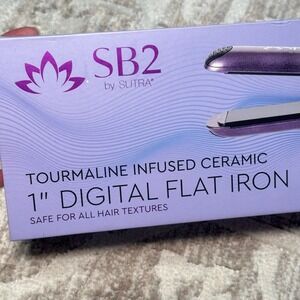 SB2
by SUTRA®
TOURMALINE INFUSED CERAMIC
1" DIGITAL FLAT IRON
SAFE FOR ALL HAIR TEXTURES